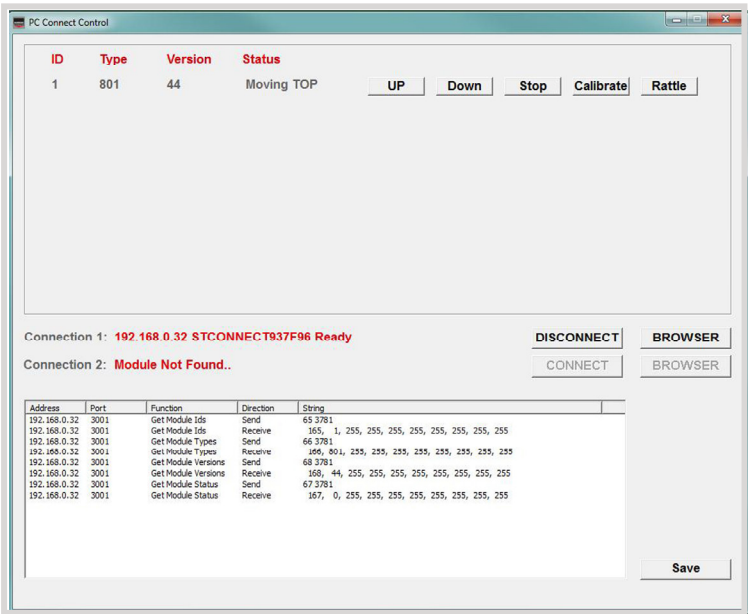 PC Connect Control
ID Type Version Status
1 801 44 Moving TOP UP Down Stop Calibrate Rattle
Connection 1: 192.168.0.32 STCONNECT937F96 Ready DISCONNECT BROWSER
Connection 2: Module Not Found.. CONNECT BROWSER
Address Port Function Direction String
192.168.0.32 3001 Get Module Ids Send 65 3781
192.168.0.32 3001 Get Module Ids Receive 165, 1, 255, 255, 255, 255, 255, 255, 255, 255
192.168.0.32 3001 Get Module Types Send 66 3781
192.168.0.32 3001 Get Module Types Receive 166, 801, 255, 255, 255, 255, 255, 255, 255, 255
192.168.0.32 3001 Get Module Versions Send 68 3781
192.168.0.32 3001 Get Module Versions Receive 168, 44, 255, 255, 255, 255, 255, 255, 255, 255
192.168.0.32 3001 Get Module Status Send 67 3781
192.168.0.32 3001 Get Module Status Receive 167, 0, 255, 255, 255, 255, 255, 255, 255, 255
Save